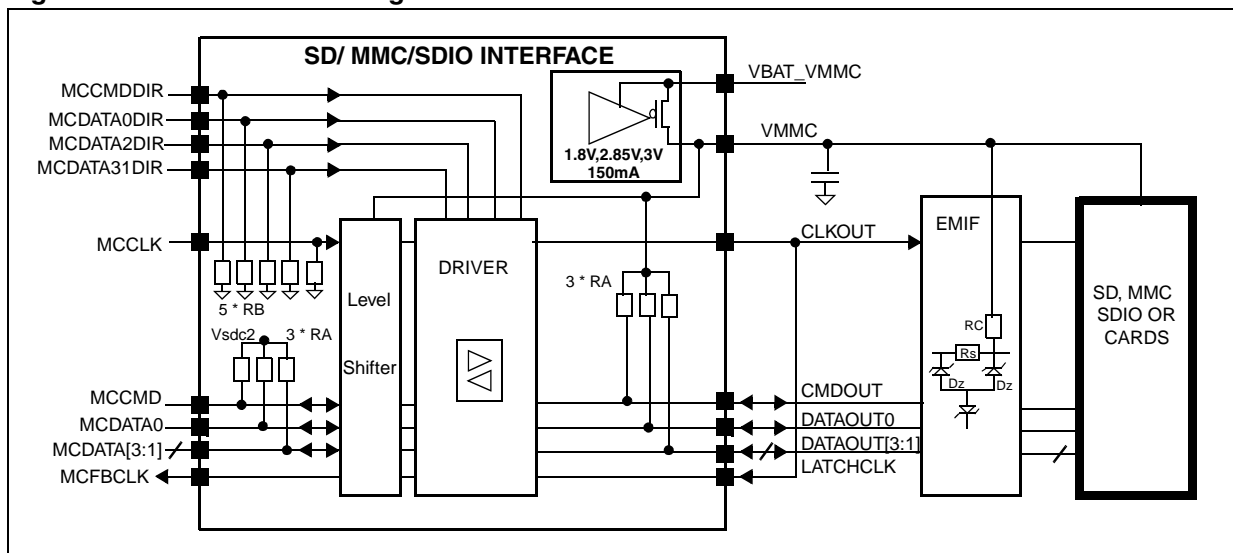 SD/ MMC/SDIO INTERFACE
MCCMDDIR
MCDATA0DIR
MCDATA2DIR
MCDATA31DIR
MCCLK
5 * RB
Vsdc2
3 * RA
MCCMD
MCDATA0
MCDATA[3:1]
MCFBCLK
Level
Shifter
DRIVER
1.8V,2.85V,3V
150mA
3 * RA
VBAT_VMMC
VMMC
CLKOUT
CMDOUT
DATAOUT0
DATAOUT[3:1]
LATCHCLK
EMIF
RC
Rs
Dz
Dz
SD, MMC
SDIO OR
CARDS